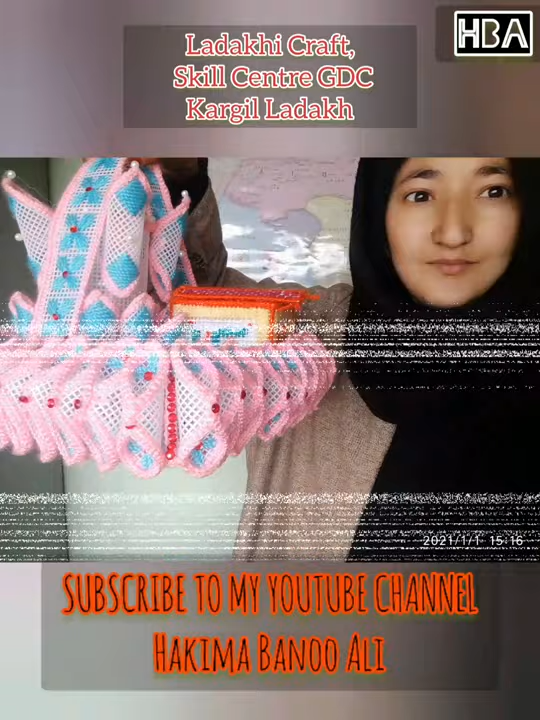 Ladakhi Craft,
Skill Centre GDC
Kargil Ladakh
HBA
2021/1/1 15:16
SUBSCRIBE TO MY YOUTUBE CHANNEL
HAKIMA BANOO ALI